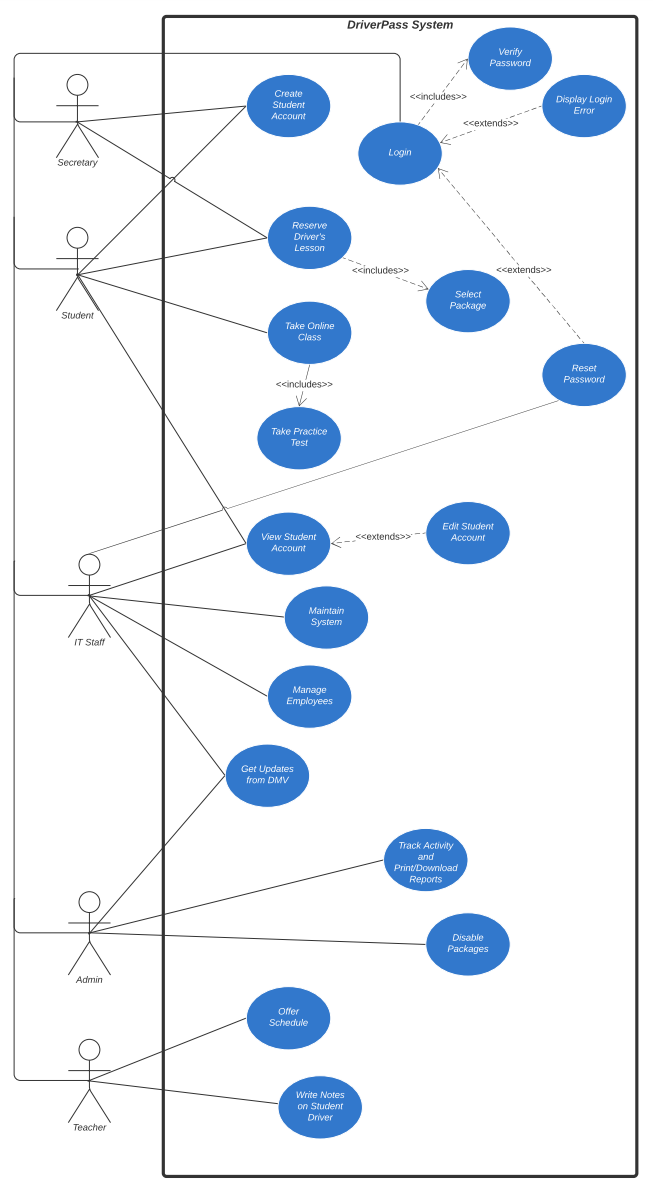 DriverPass System
Verify
Password
<<includes>>
Create
Student
Account
Display Login
Error
<<extends>>
Login
Secretary
Reserve
Driver's
Lesson
<<includes>>
<<extends>>
Select
Package
Student
Take Online
Class
<<includes>>
Reset
Password
Take Practice
Test
View Student
Account
<<extends>>
Edit Student
Account
IT Staff
Maintain
System
Manage
Employees
Get Updates
from DMV
Track Activity
and
Print/Download
Reports
Disable
Packages
Admin
Offer
Schedule
Write Notes
on Student
Driver
Teacher